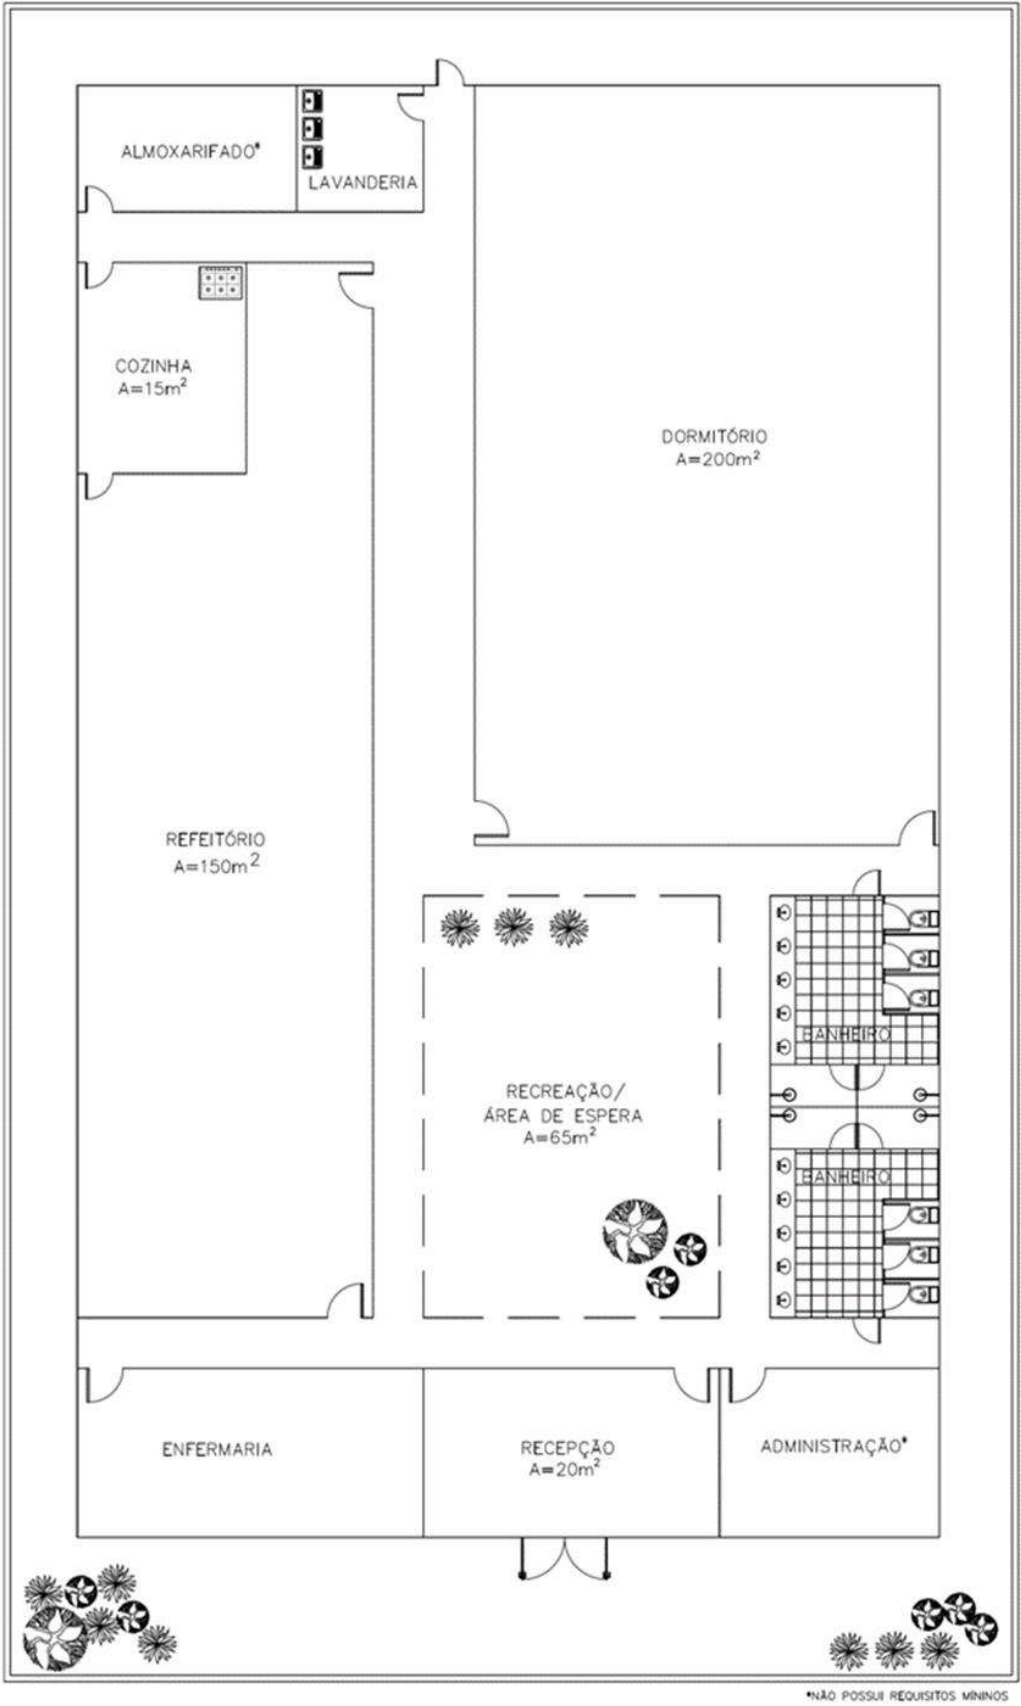 ALMOXARIFADO*
LAVANDERIA
COZINHA
A=15m²
DORMITÓRIO
A=200m²
REFEITÓRIO
A=150m²
BANHEIRO
RECREAÇÃO/
ÁREA DE ESPERA
A=65m²
BANHEIRO
ENFERMARIA
RECEPÇÃO
A=20m²
ADMINISTRAÇÃO*
*NÃO POSSUI REQUISITOS MÍNINOS